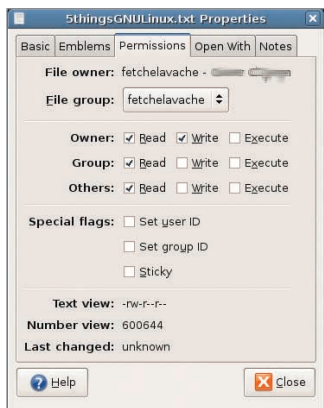 5thingsGNULinux.txt Properties
Basic Emblems Permissions Open With Notes
File owner: fetchelavache -
File group: fetchelavache
Owner: Read Write Execute
Group: Read Write Execute
Others: Read Write Execute
Special flags: Set user ID
Set group ID
Sticky
Text view: -rw-r--r--
Number view: 600644
Last changed: unknown
Help Close